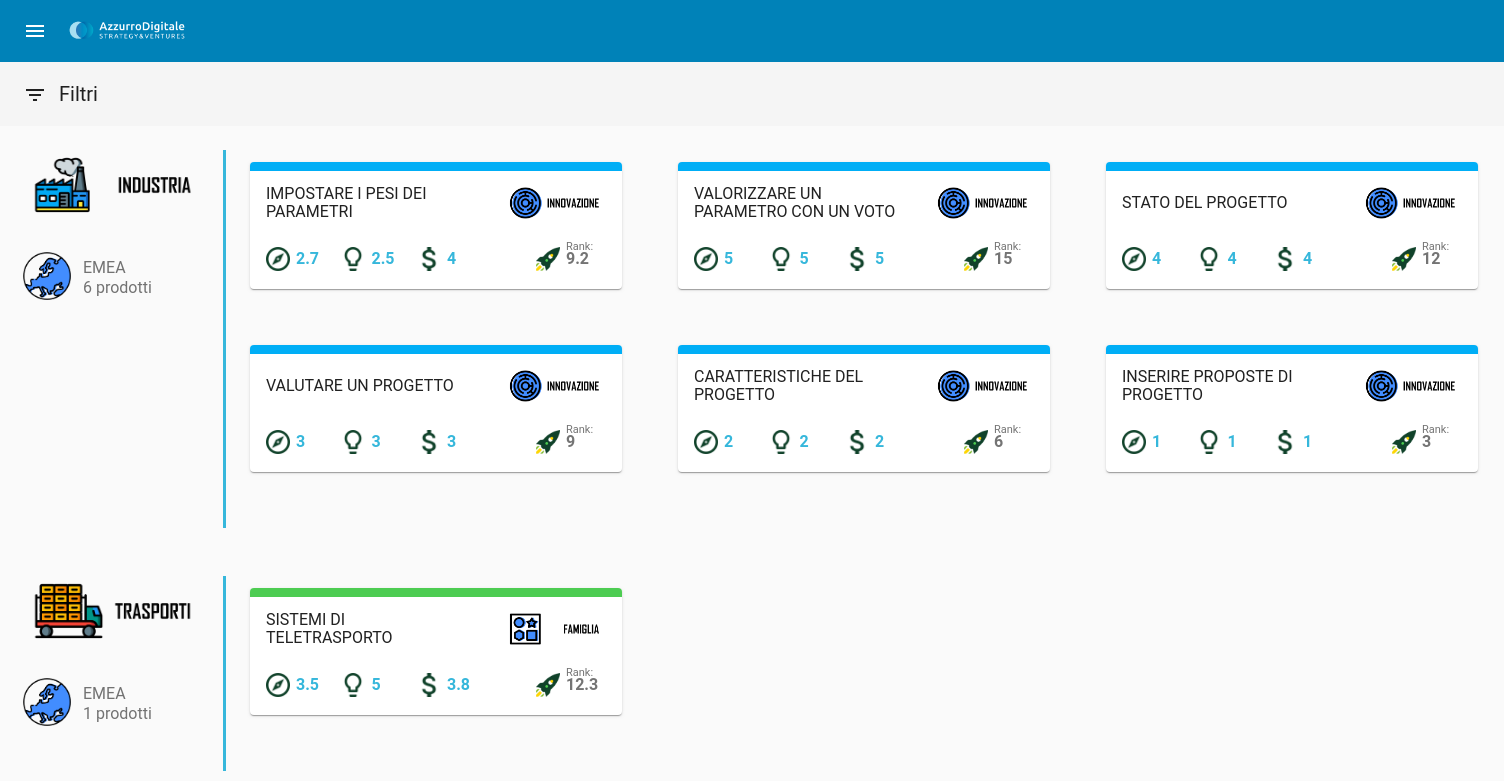 AzzurroDigitale
STRATEGY&VENTURES
Filtri
INDUSTRIA
EMEA
6 prodotti
IMPOSTARE I PESI DEI
PARAMETRI
INNOVAZIONE
2.7 2.5 4 Rank: 9.2
VALORIZZARE UN
PARAMETRO CON UN VOTO
INNOVAZIONE
5 5 5 Rank: 15
STATO DEL PROGETTO
INNOVAZIONE
4 4 4 Rank: 12
VALUTARE UN PROGETTO
INNOVAZIONE
3 3 3 Rank: 9
CARATTERISTICHE DEL
PROGETTO
INNOVAZIONE
2 2 2 Rank: 6
INSERIRE PROPOSTE DI
PROGETTO
INNOVAZIONE
1 1 1 Rank: 3
TRASPORTI
EMEA
1 prodotti
SISTEMI DI
TELETRASPORTO
FAMIGLIA
3.5 5 3.8 Rank: 12.3